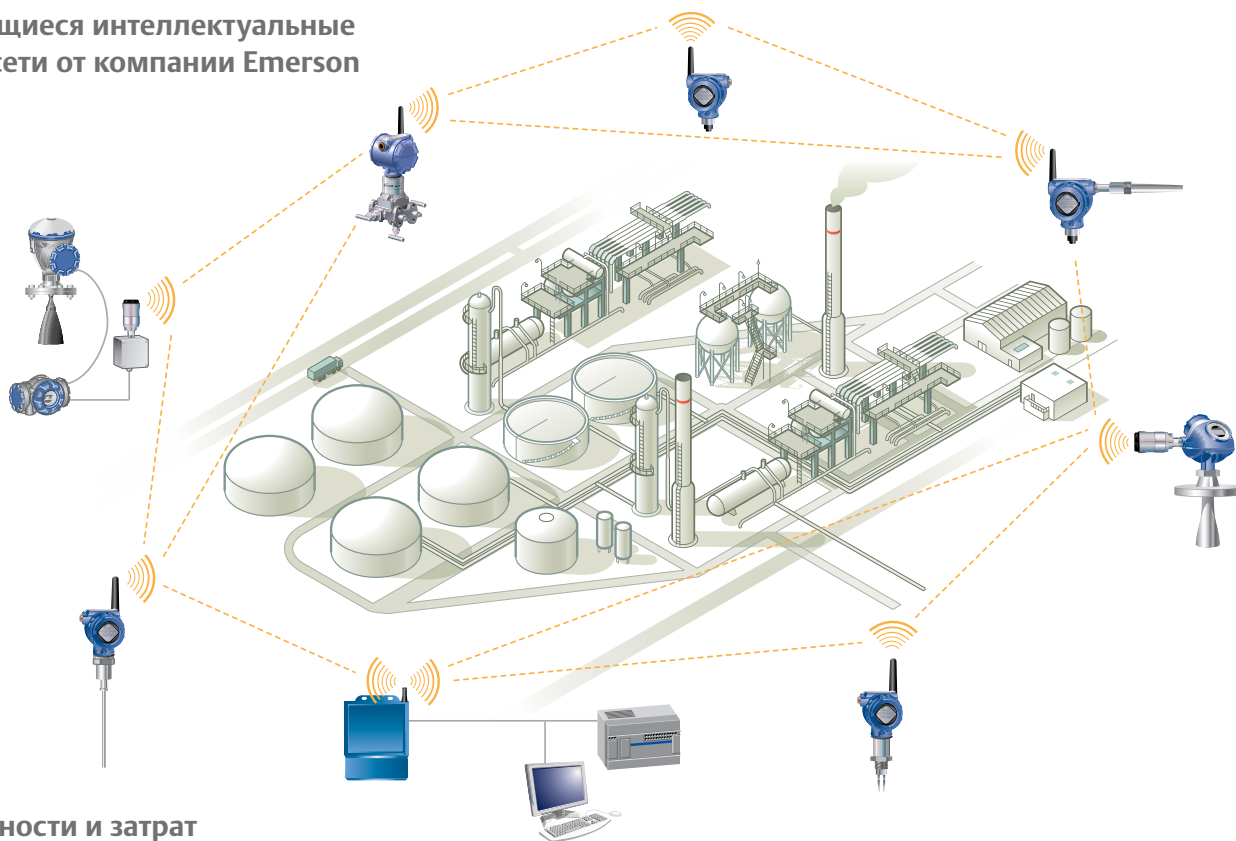 щиеся интеллектуальные
сети от компании Emerson
ности и затрат